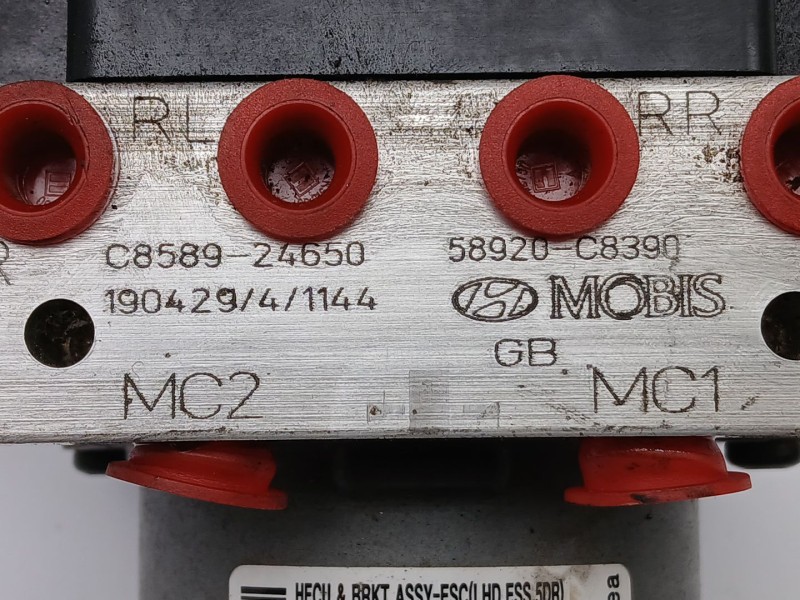 RL
RR
R
C8589-24650
58920-C8390
190429/4/1144
MOBIS
GB
MC2
MC1
HECU & BRKT ASSY-ESC(LHD ESS 5DR)